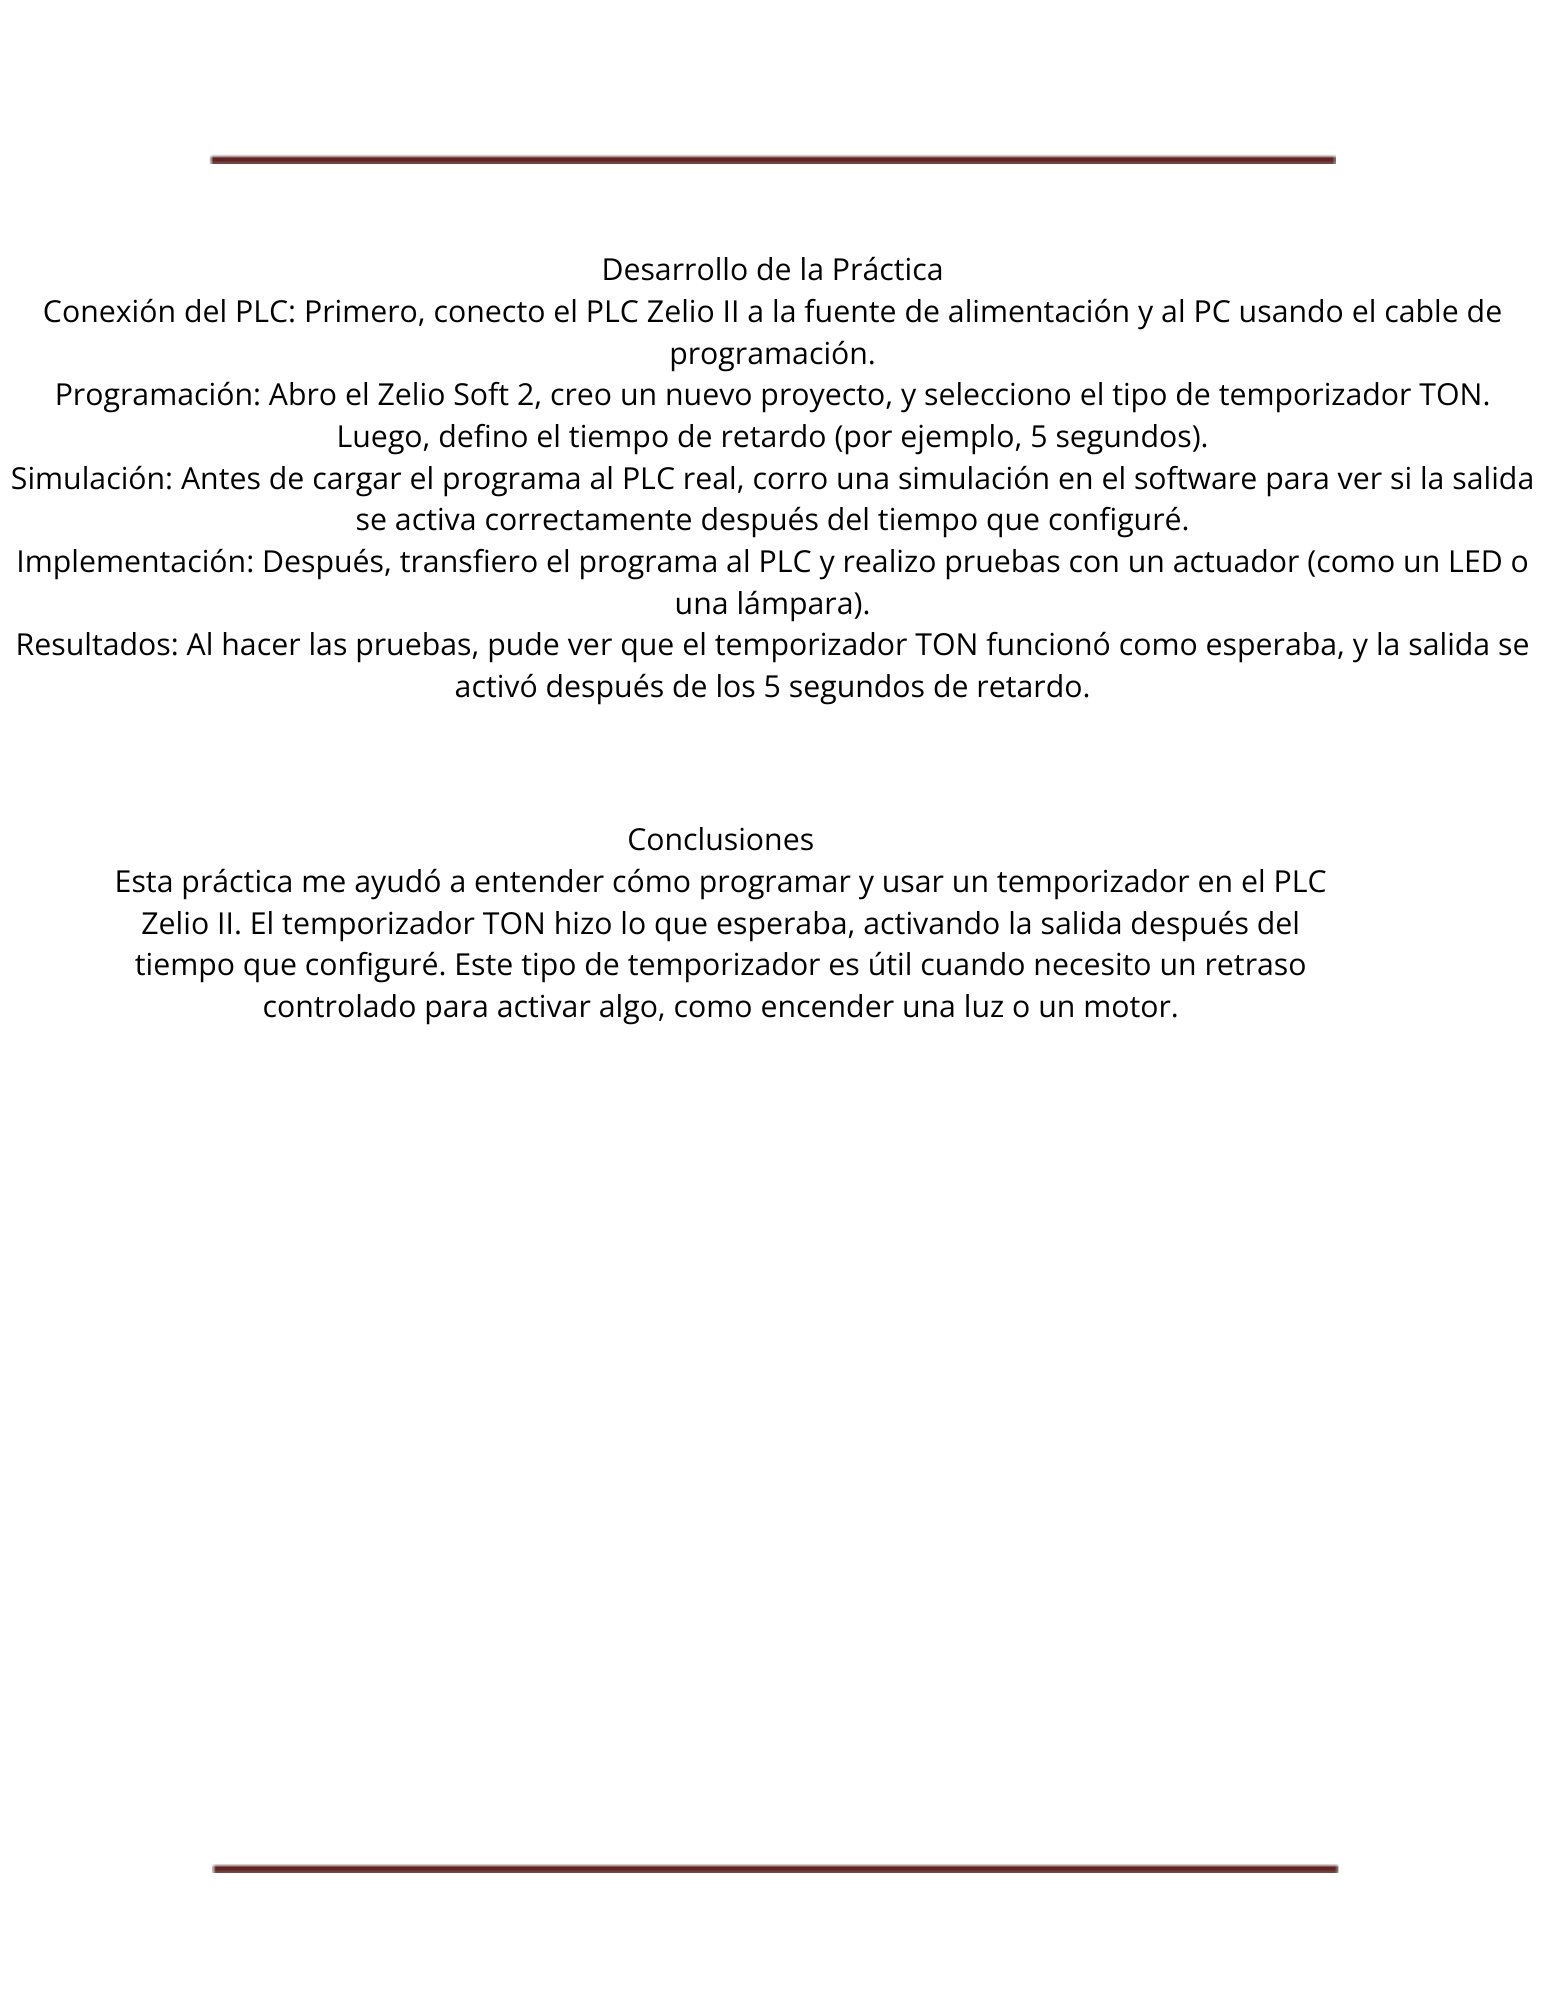 Desarrollo de la Práctica
Conexión del PLC: Primero, conecto el PLC Zelio II a la fuente de alimentación y al PC usando el cable de
programación.
Programación: Abro el Zelio Soft 2, creo un nuevo proyecto, y selecciono el tipo de temporizador TON.
Luego, defino el tiempo de retardo (por ejemplo, 5 segundos).
Simulación: Antes de cargar el programa al PLC real, corro una simulación en el software para ver si la salida
se activa correctamente después del tiempo que configuré.
Implementación: Después, transfiero el programa al PLC y realizo pruebas con un actuador (como un LED o
una lámpara).
Resultados: Al hacer las pruebas, pude ver que el temporizador TON funcionó como esperaba, y la salida se
activó después de los 5 segundos de retardo.
Conclusiones
Esta práctica me ayudó a entender cómo programar y usar un temporizador en el PLC
Zelio II. El temporizador TON hizo lo que esperaba, activando la salida después del
tiempo que configuré. Este tipo de temporizador es útil cuando necesito un retraso
controlado para activar algo, como encender una luz o un motor.